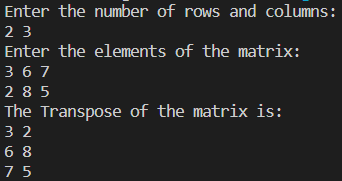 Enter the number of rows and columns:
2 3
Enter the elements of the matrix:
3 6 7
2 8 5
The Transpose of the matrix is:
3 2
6 8
7 5